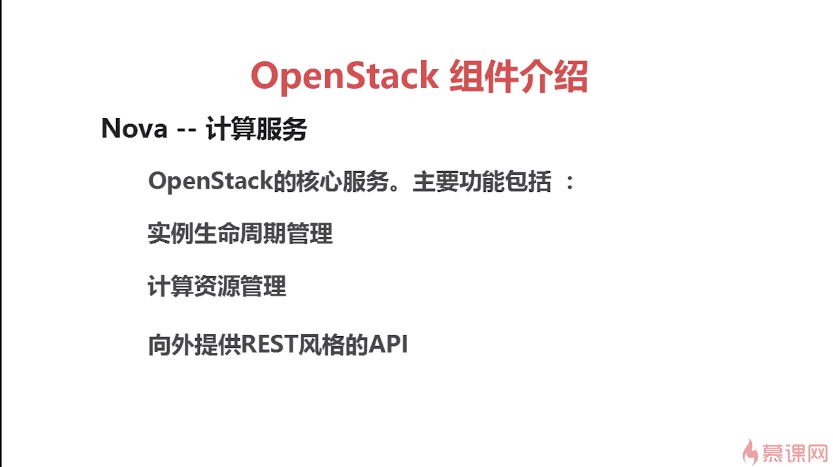 OpenStack 组件介绍
Nova -- 计算服务
OpenStack的核心服务。主要功能包括 ：
实例生命周期管理
计算资源管理
向外提供REST风格的API
慕课网